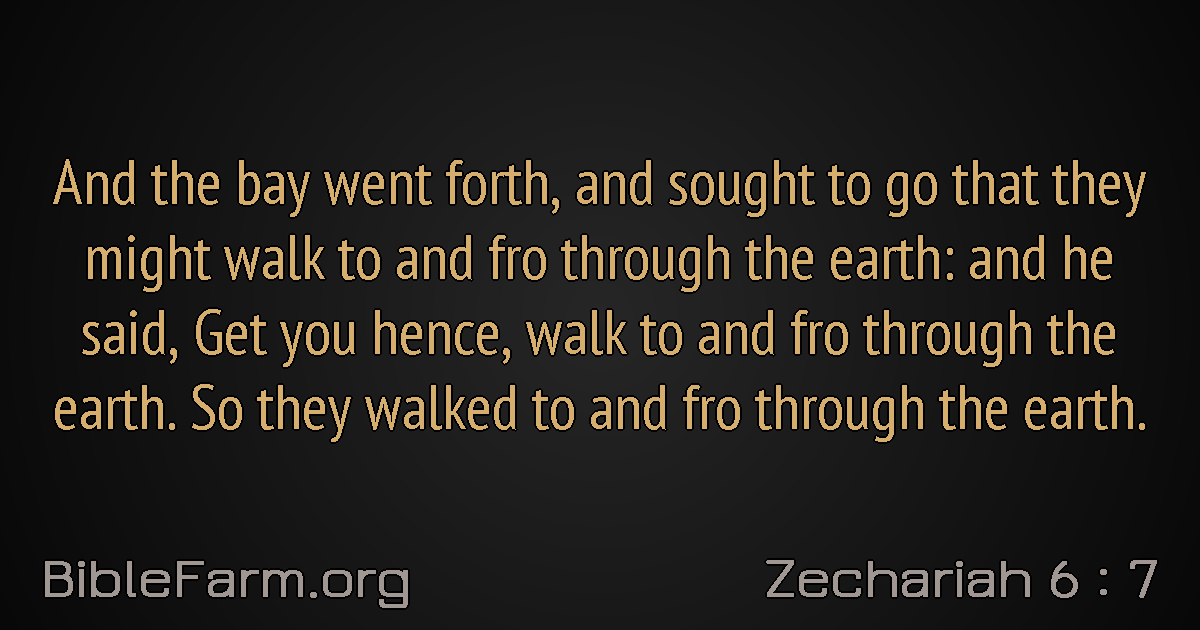 And the bay went forth, and sought to go that they
might walk to and fro through the earth: and he
said, Get you hence, walk to and fro through the
earth. So they walked to and fro through the earth.
BibleFarm.org
Zechariah 6 : 7